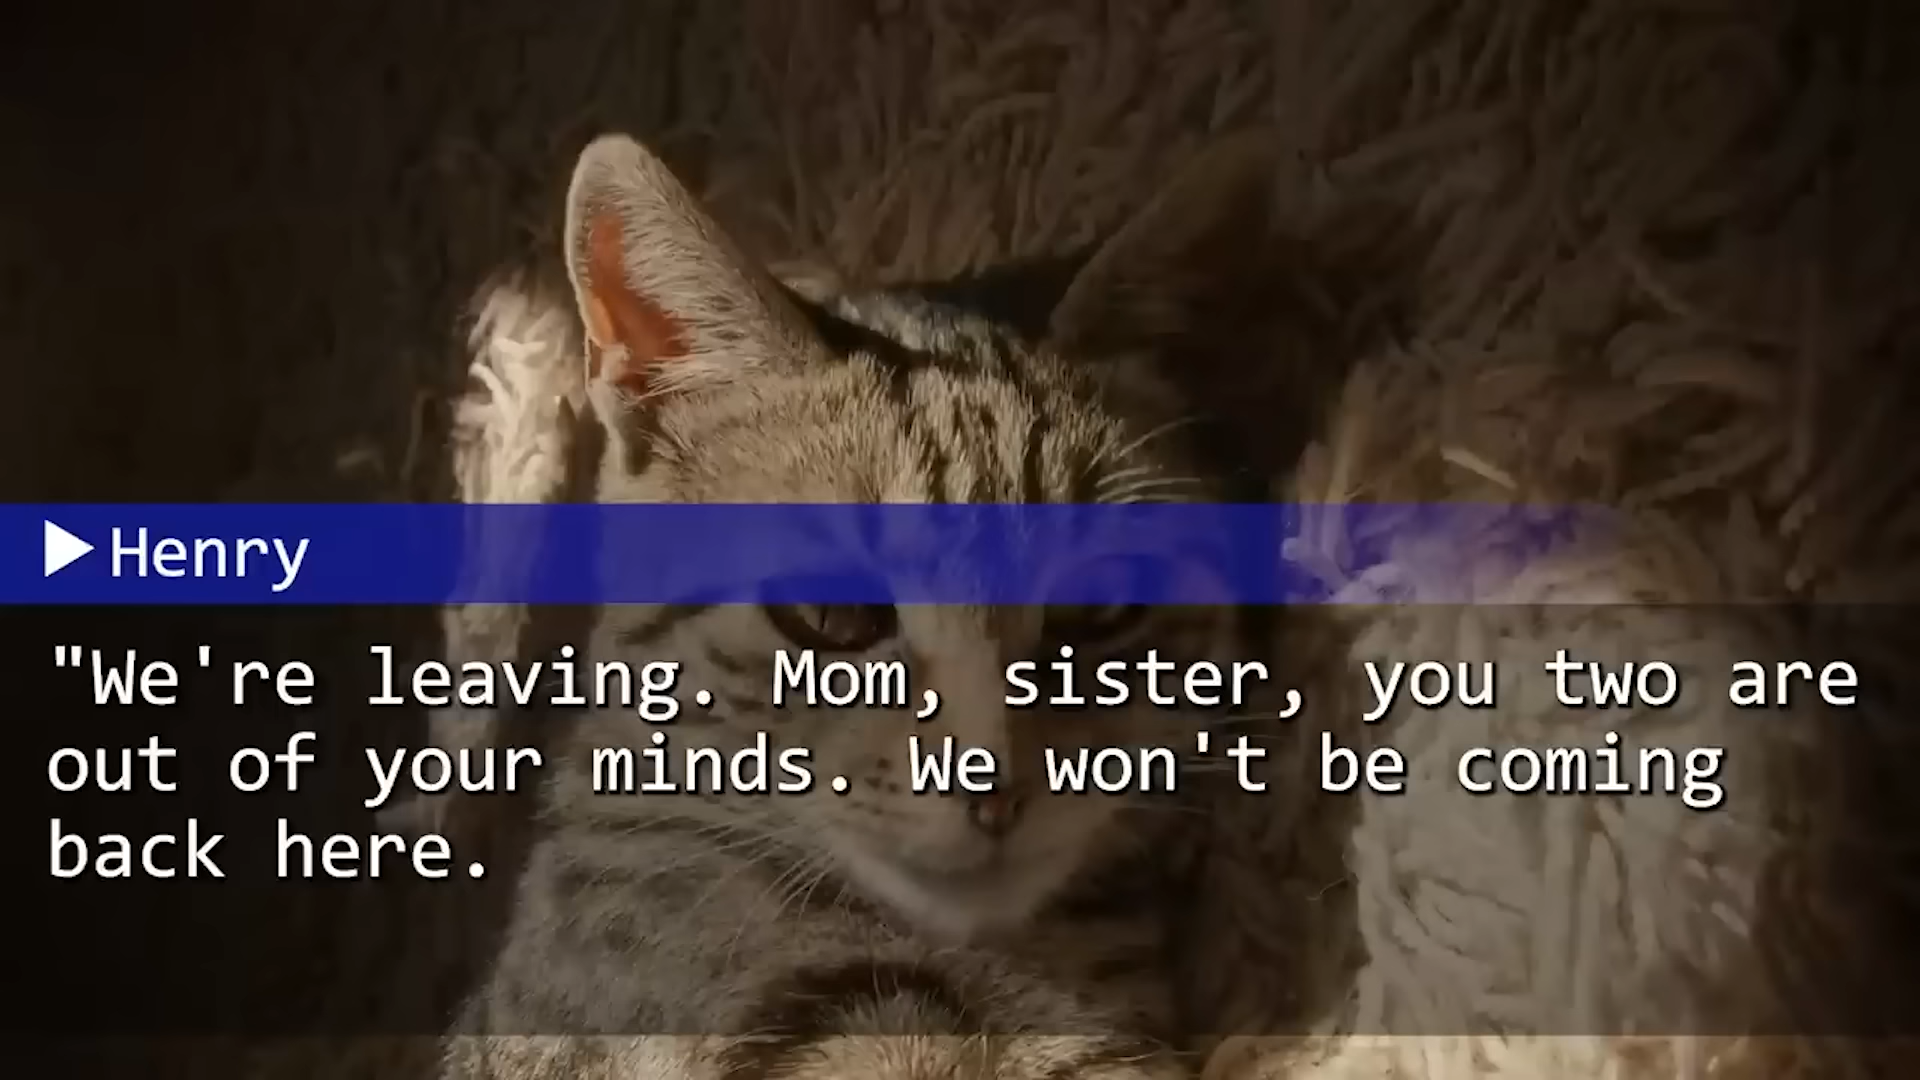 ▶Henry
"We're leaving. Mom, sister, you two are
out of your minds. We won't be coming
back here.